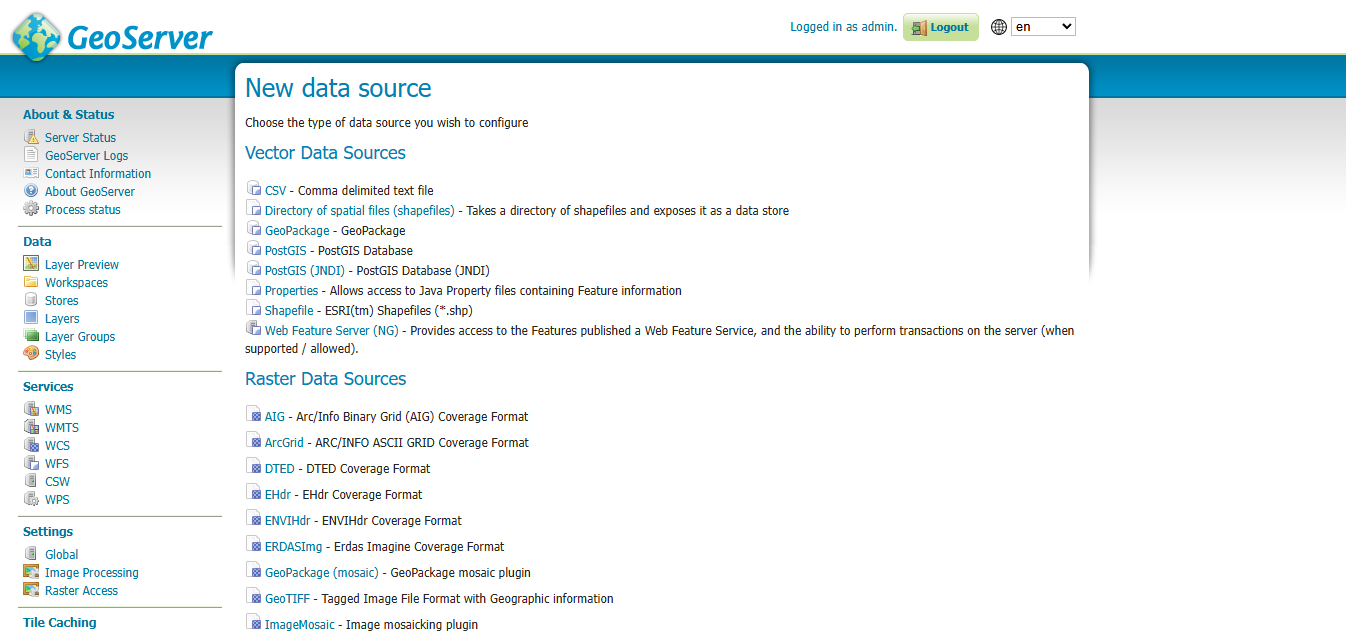 GeoServer
Logged in as admin.
Logout
en
About & Status
Server Status
GeoServer Logs
Contact Information
About GeoServer
Process status
Data
Layer Preview
Workspaces
Stores
Layers
Layer Groups
Styles
Services
WMS
WMTS
WCS
WFS
CSW
WPS
Settings
Global
Image Processing
Raster Access
Tile Caching
New data source
Choose the type of data source you wish to configure
Vector Data Sources
CSV - Comma delimited text file
Directory of spatial files (shapefiles) - Takes a directory of shapefiles and exposes it as a data store
GeoPackage - GeoPackage
PostGIS - PostGIS Database
PostGIS (JNDI) - PostGIS Database (JNDI)
Properties - Allows access to Java Property files containing Feature information
Shapefile - ESRI(tm) Shapefiles (*.shp)
Web Feature Server (NG) - Provides access to the Features published a Web Feature Service, and the ability to perform transactions on the server (when
supported / allowed).
Raster Data Sources
AIG - Arc/Info Binary Grid (AIG) Coverage Format
ArcGrid - ARC/INFO ASCII GRID Coverage Format
DTED - DTED Coverage Format
EHdr - EHdr Coverage Format
ENVIHdr - ENVIHdr Coverage Format
ERDASImg - Erdas Imagine Coverage Format
GeoPackage (mosaic) - GeoPackage mosaic plugin
GeoTIFF - Tagged Image File Format with Geographic information
ImageMosaic - Image mosaicking plugin